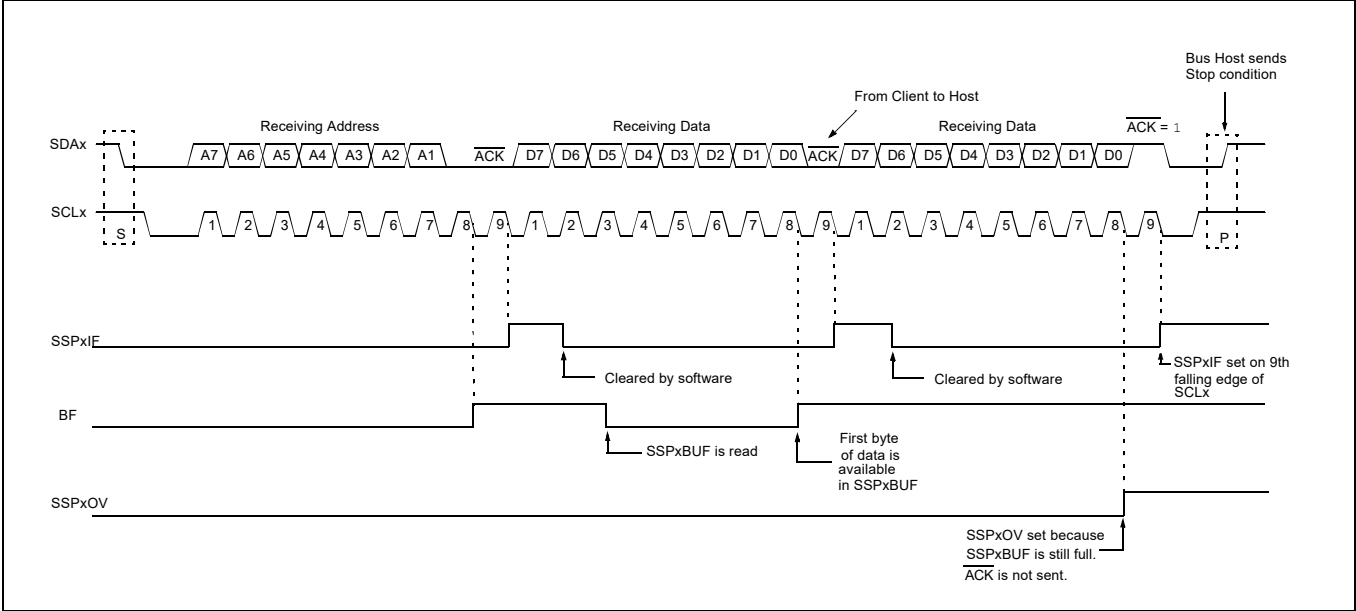 Bus Host sends
Stop condition
From Client to Host
Receiving Address
Receiving Data
Receiving Data
ACK = 1
SDAx
A7 A6 A5 A4 A3 A2 A1 ACK D7 D6 D5 D4 D3 D2 D1 D0 ACK D7 D6 D5 D4 D3 D2 D1 D0
SCLx
S 1 2 3 4 5 6 7 8 9 1 2 3 4 5 6 7 8 9 1 2 3 4 5 6 7 8 9 P
SSPxIF
Cleared by software
Cleared by software
SSPxIF set on 9th
falling edge of
SCLx
BF
SSPxBUF is read
First byte
of data is
available
in SSPxBUF
SSPxOV
SSPxOV set because
SSPxBUF is still full.
ACK is not sent.